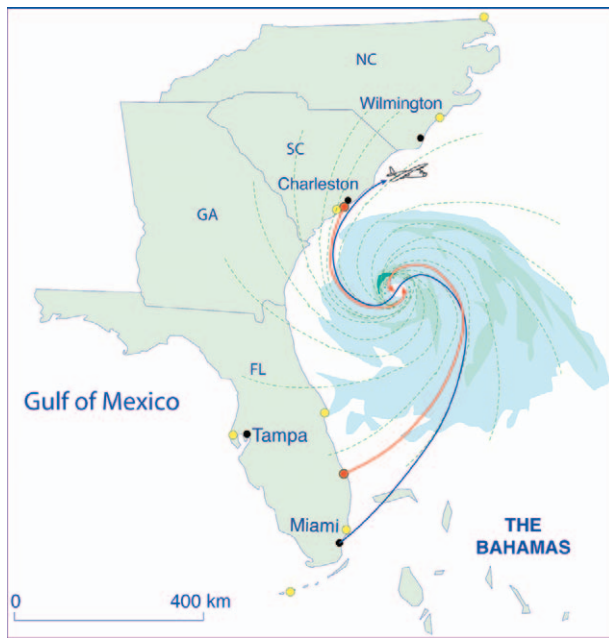 NC
Wilmington
SC
Charleston
GA
FL
Gulf of Mexico
Tampa
Miami
THE
BAHAMAS
0 400 km